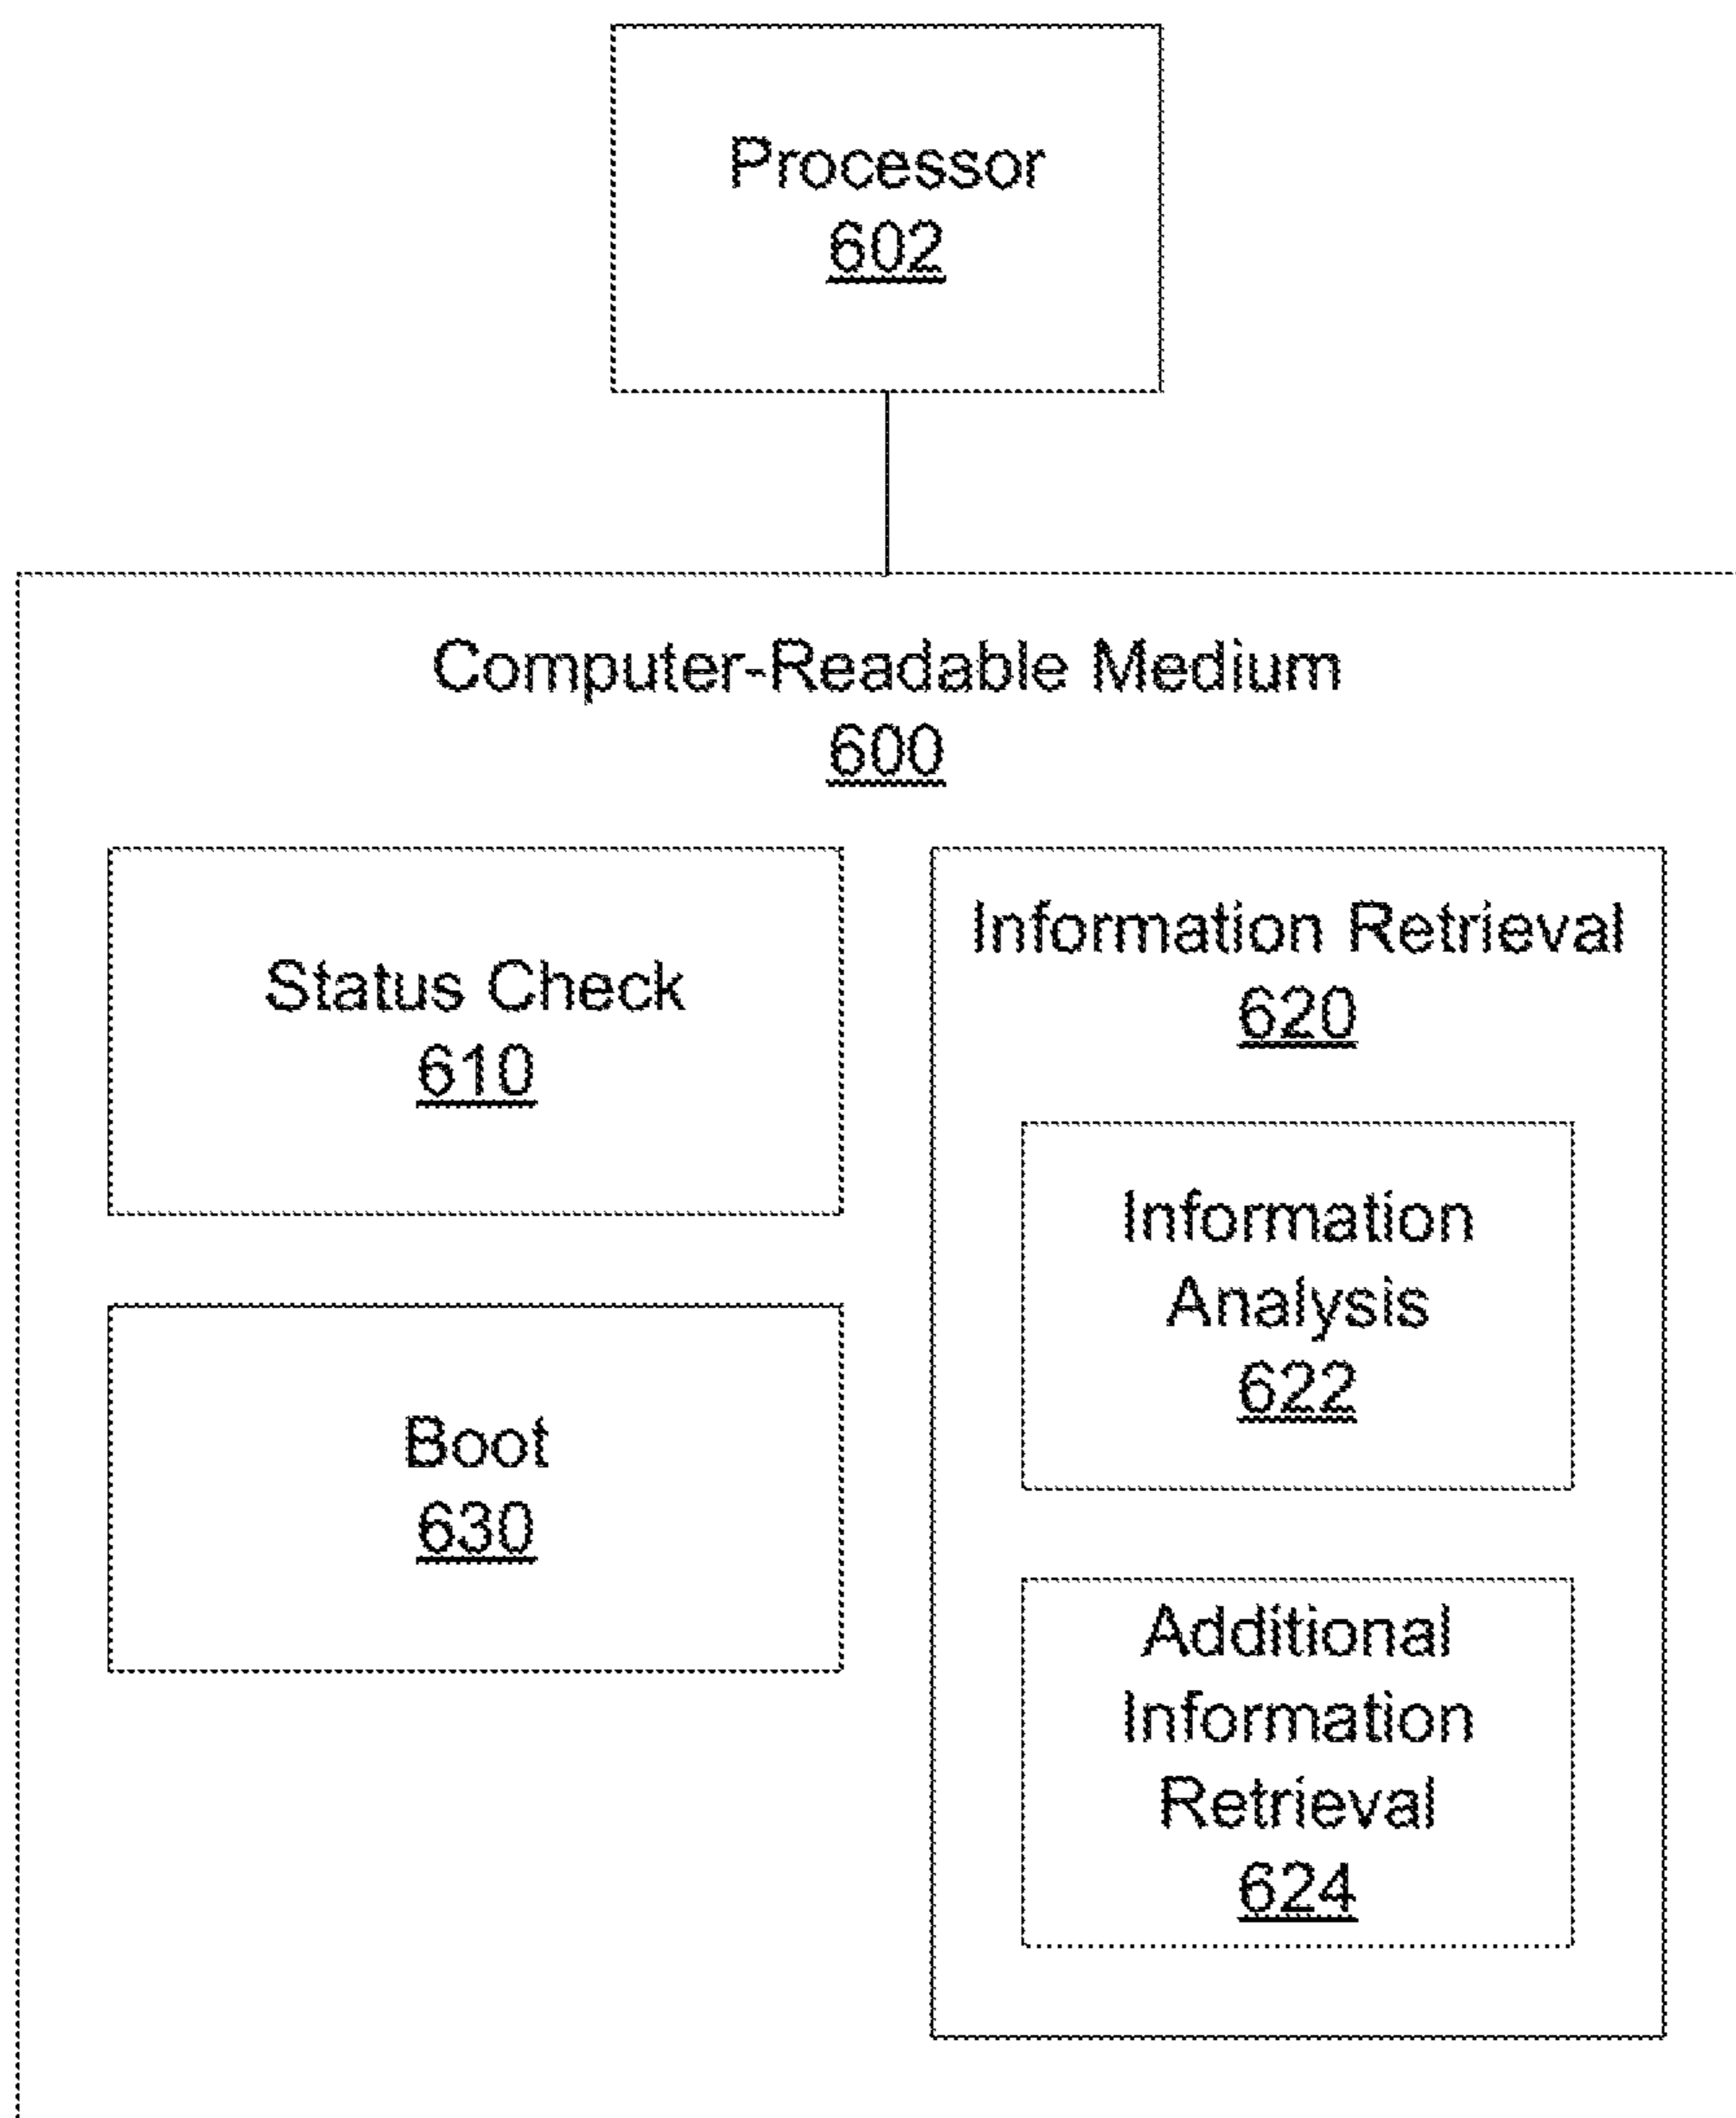 Processor
602
Computer-Readable Medium
600
Status Check
610
Boot
630
Information Retrieval
620
Information
Analysis
622
Additional
Information
Retrieval
624